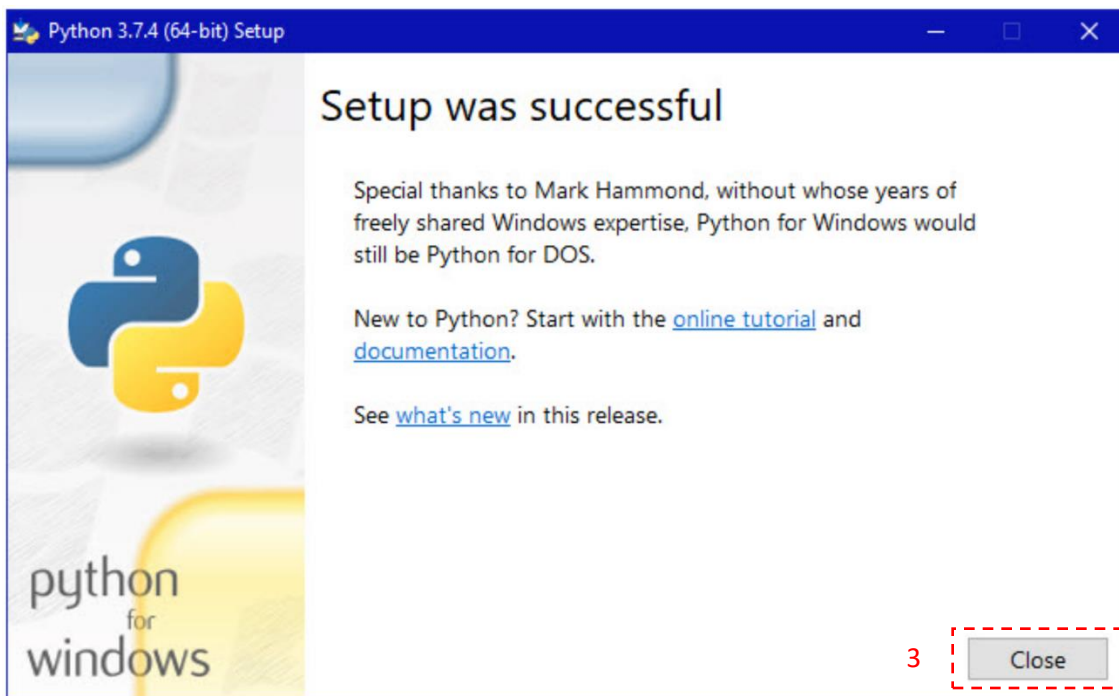 Python 3.7.4 (64-bit) Setup
Setup was successful
Special thanks to Mark Hammond, without whose years of
freely shared Windows expertise, Python for Windows would
still be Python for DOS.
New to Python? Start with the online tutorial and
documentation.
See what's new in this release.
python
for
windows
3
Close